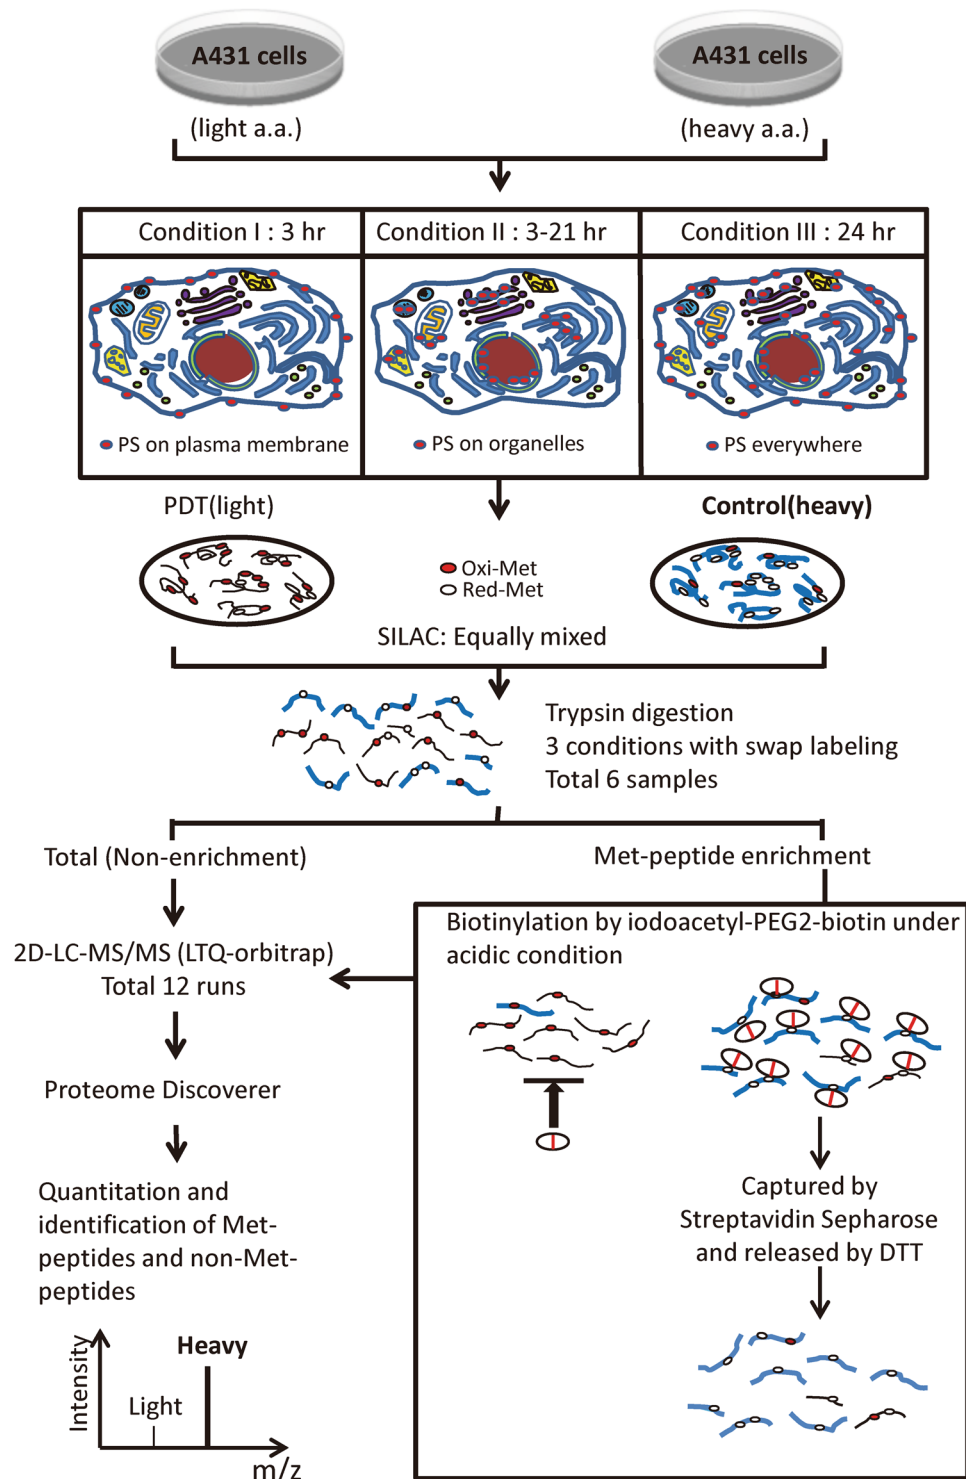 A431 cells
A431 cells
(light a.a.)
(heavy a.a.)
Condition I : 3 hr
Condition II : 3-21 hr
Condition III : 24 hr
PS on plasma membrane
PS on organelles
PS everywhere
PDT(light)
Control(heavy)
Oxi-Met
Red-Met
SILAC: Equally mixed
Trypsin digestion
3 conditions with swap labeling
Total 6 samples
Total (Non-enrichment)
Met-peptide enrichment
Biotinylation by iodoacetyl-PEG2-biotin under
acidic condition
2D-LC-MS/MS (LTQ-orbitrap)
Total 12 runs
Proteome Discoverer
Quantitation and
identification of Met-
peptides and non-Met-
peptides
Captured by
Streptavidin Sepharose
and released by DTT
Intensity
Heavy
Light
m/z